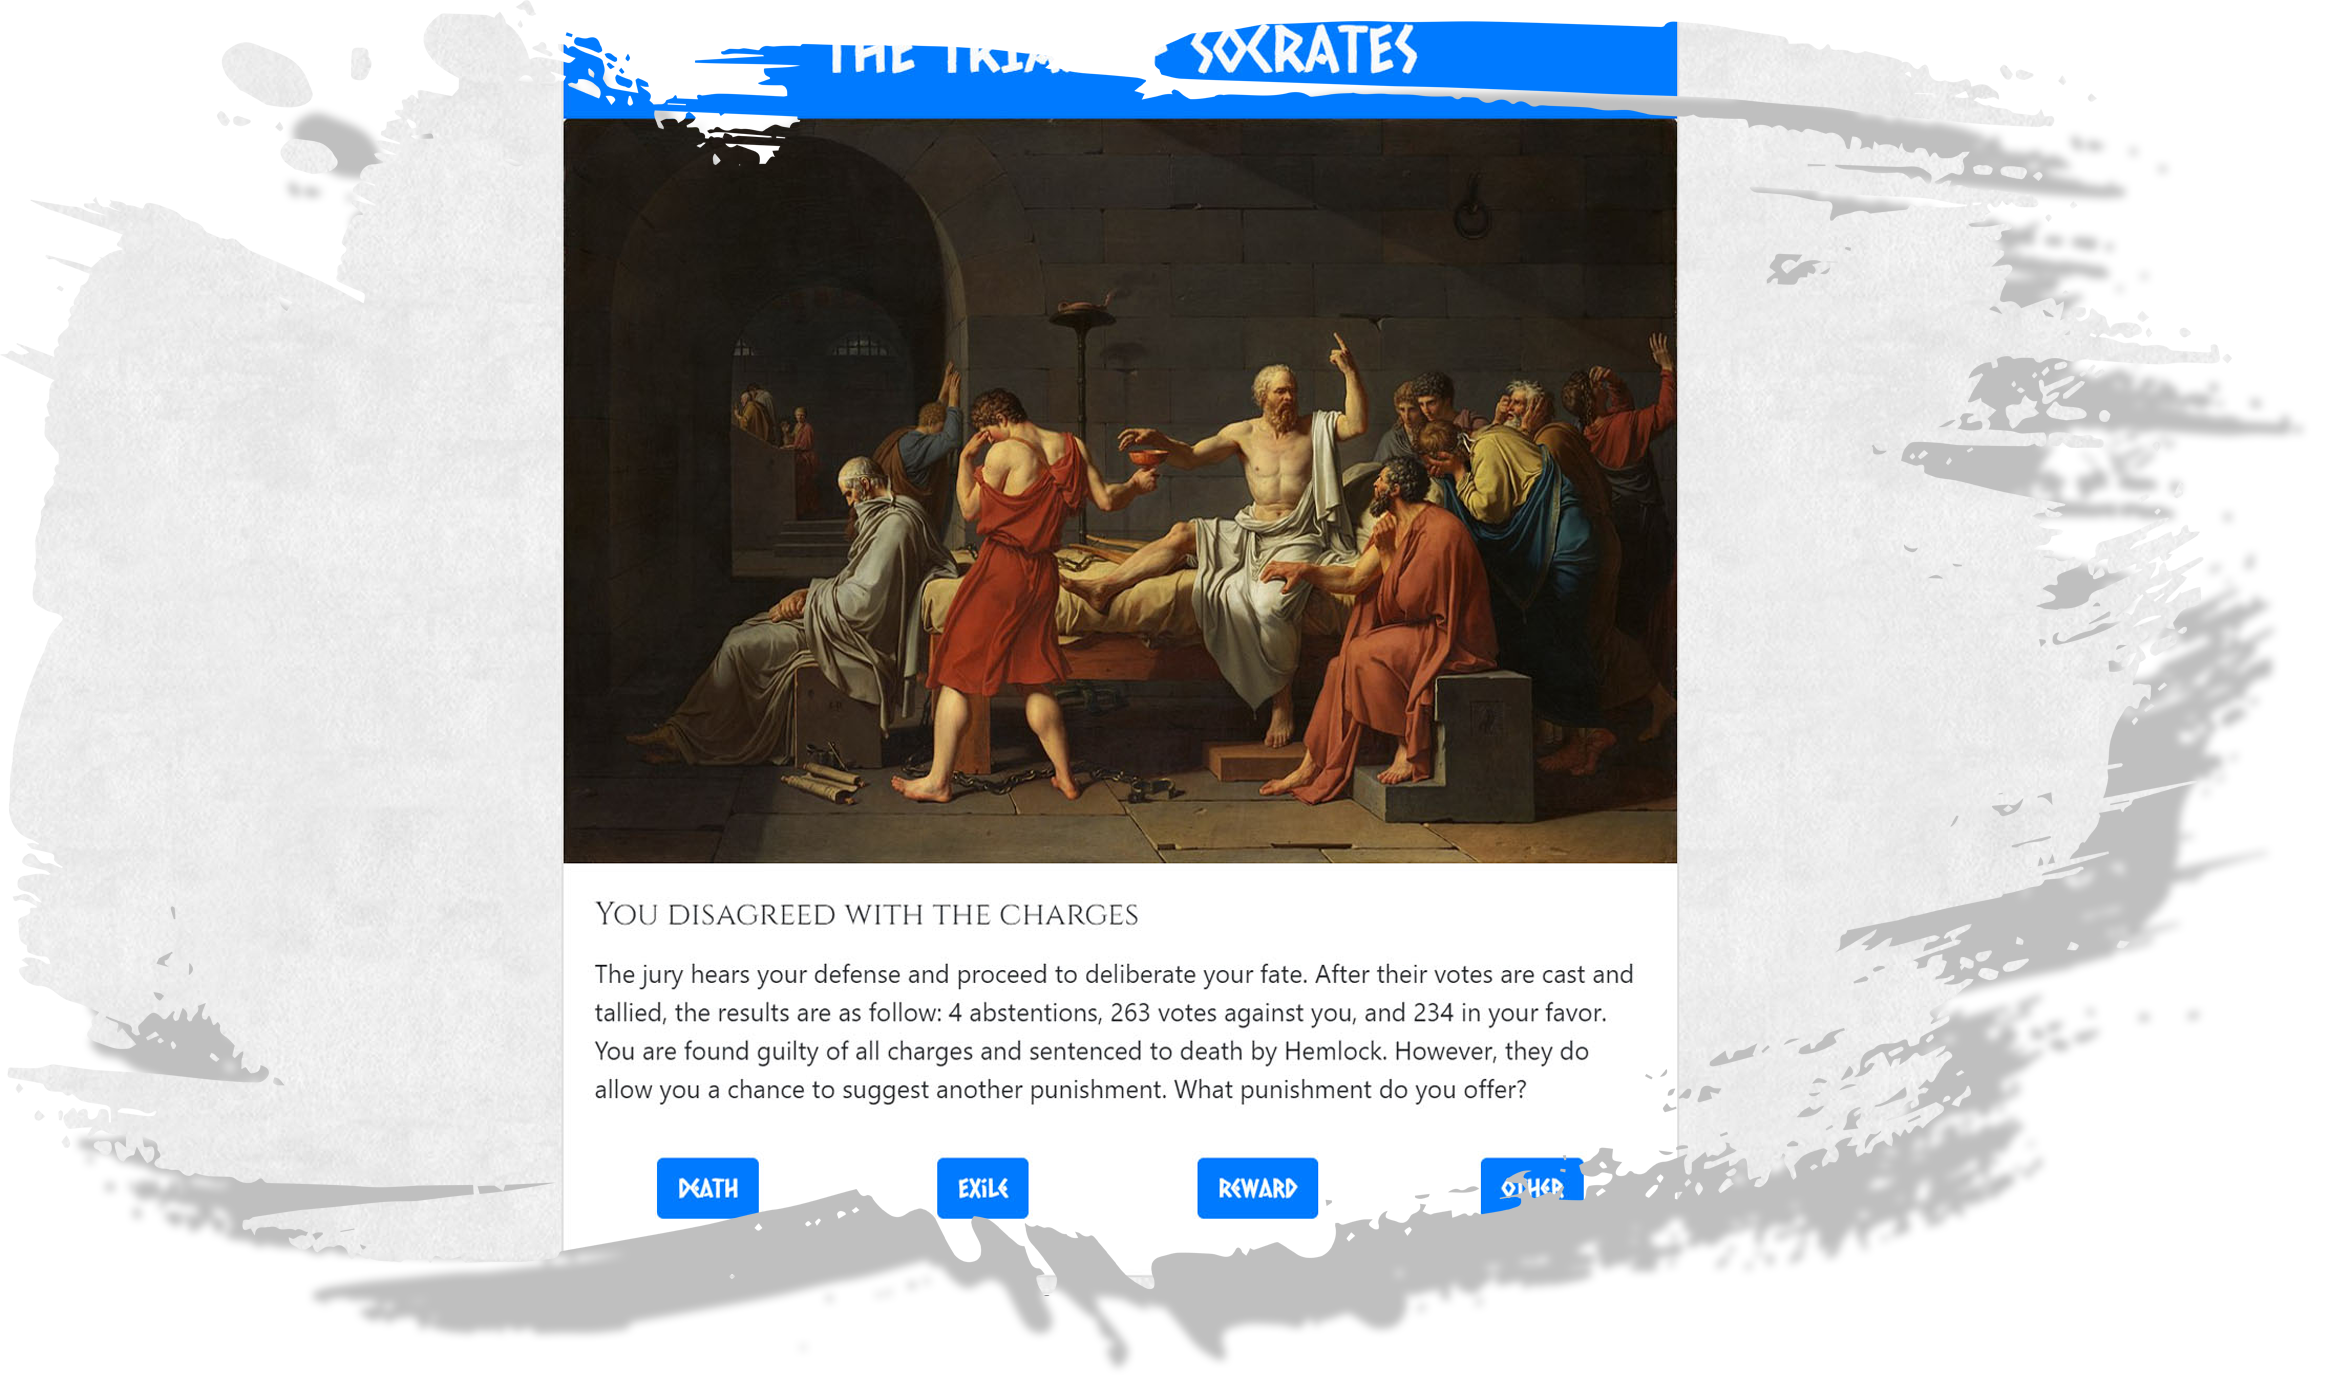 THE TRIAL SOCRATES
You disagreed with the charges
The jury hears your defense and proceed to deliberate your fate. After their votes are cast and
tallied, the results are as follow: 4 abstentions, 263 votes against you, and 234 in your favor.
You are found guilty of all charges and sentenced to death by Hemlock. However, they do
allow you a chance to suggest another punishment. What punishment do you offer?
DEATH
EXILE
REWARD
OTHER